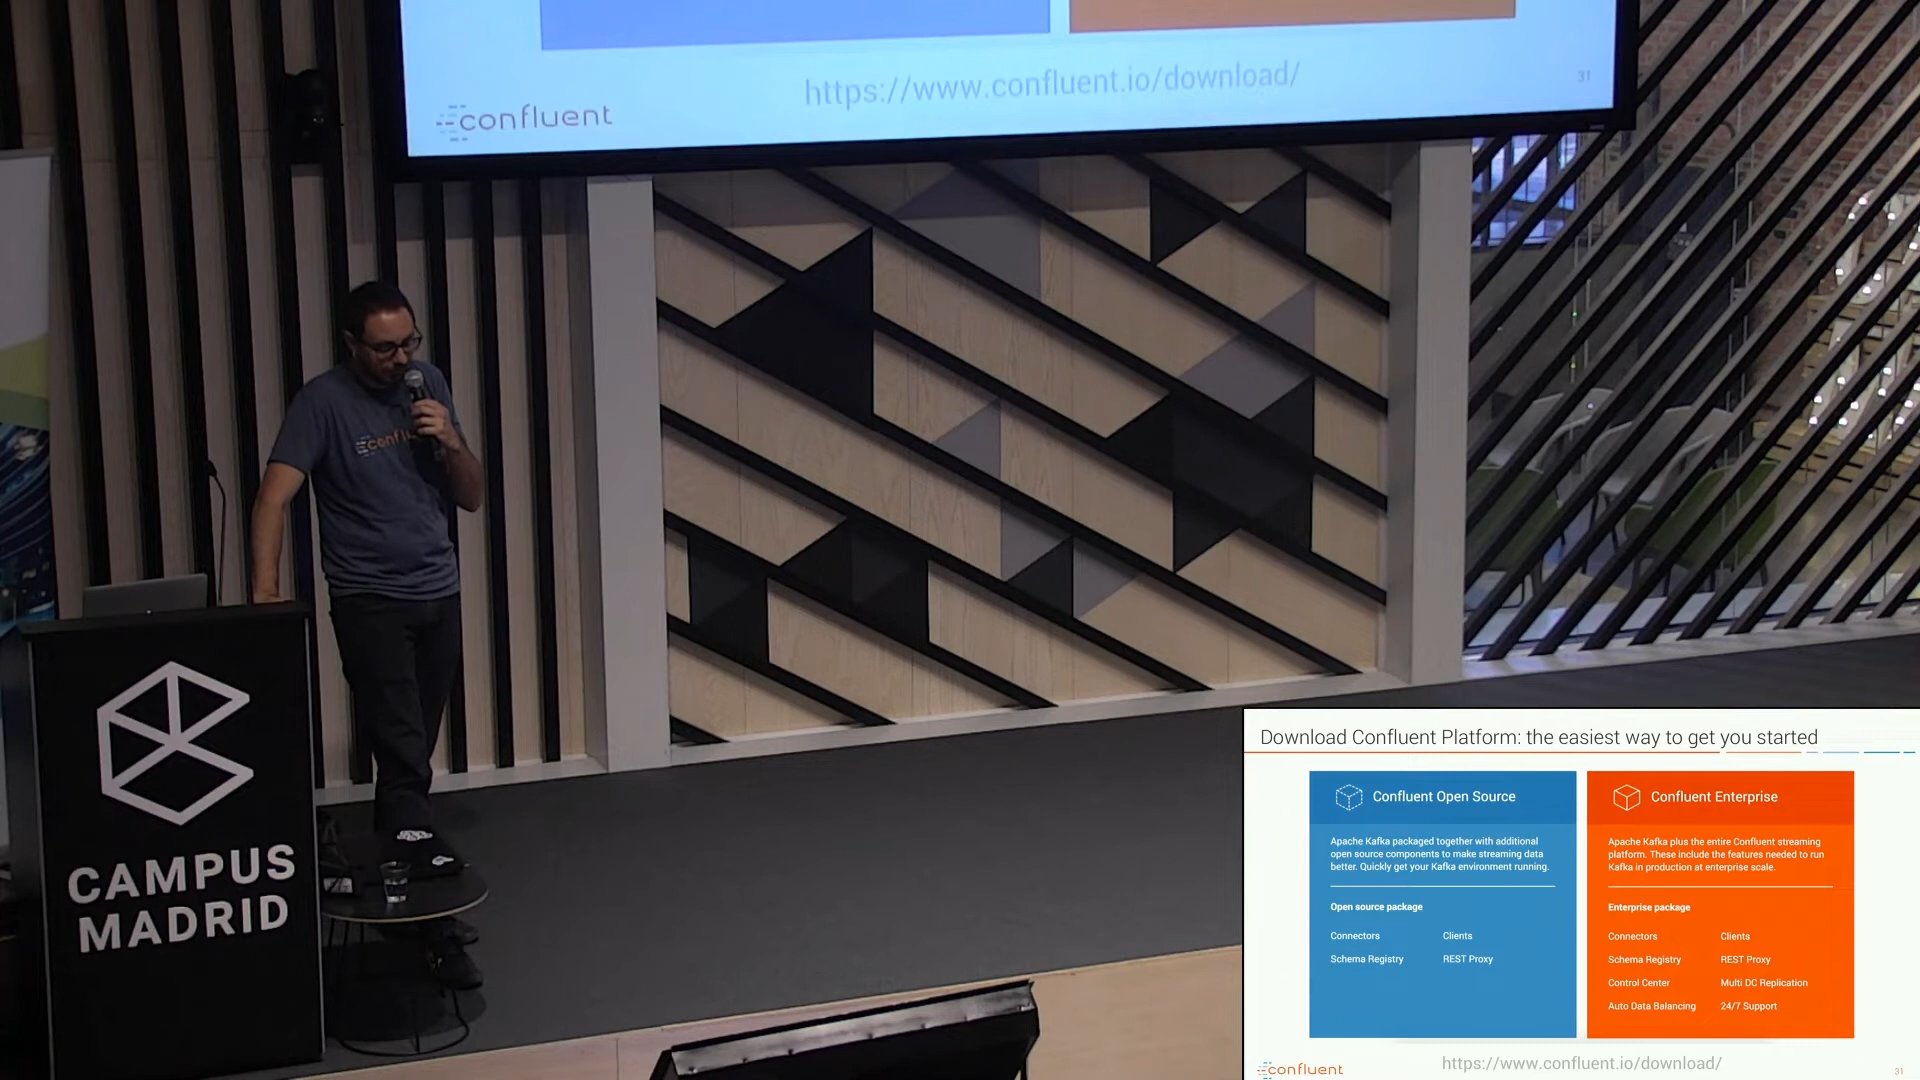 https://www.confluent.io/download/
31
confluent
conflu
CAMPUS
MADRID
Download Confluent Platform: the easiest way to get you started
Confluent Open Source
Apache Kafka packaged together with additional
open source components to make streaming data
better. Quickly get your Kafka environment running.
Open source package
Connectors Clients
Schema Registry REST Proxy
Confluent Enterprise
Apache Kafka plus the entire Confluent streaming
platform. These include the features needed to run
Kafka in production at enterprise scale.
Enterprise package
Connectors Clients
Schema Registry REST Proxy
Control Center Multi DC Replication
Auto Data Balancing 24/7 Support
confluent
https://www.confluent.io/download/
31